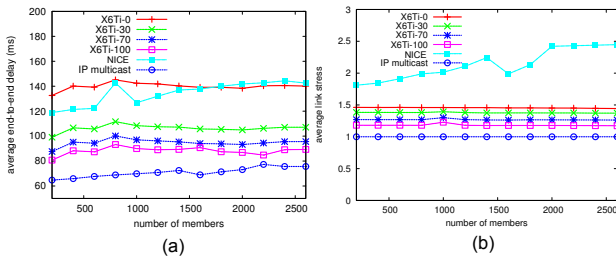 X6Ti-0
X6Ti-30
X6Ti-70
X6Ti-100
NICE
IP multicast
average end-to-end delay (ms)
200
180
160
140
120
100
80
60
500
1000
1500
2000
2500
number of members
(a)
X6Ti-0
X6Ti-30
X6Ti-70
X6Ti-100
NICE
IP multicast
average link stress
3
2.5
2
1.5
1
0.5
0
500
1000
1500
2000
2500
number of members
(b)